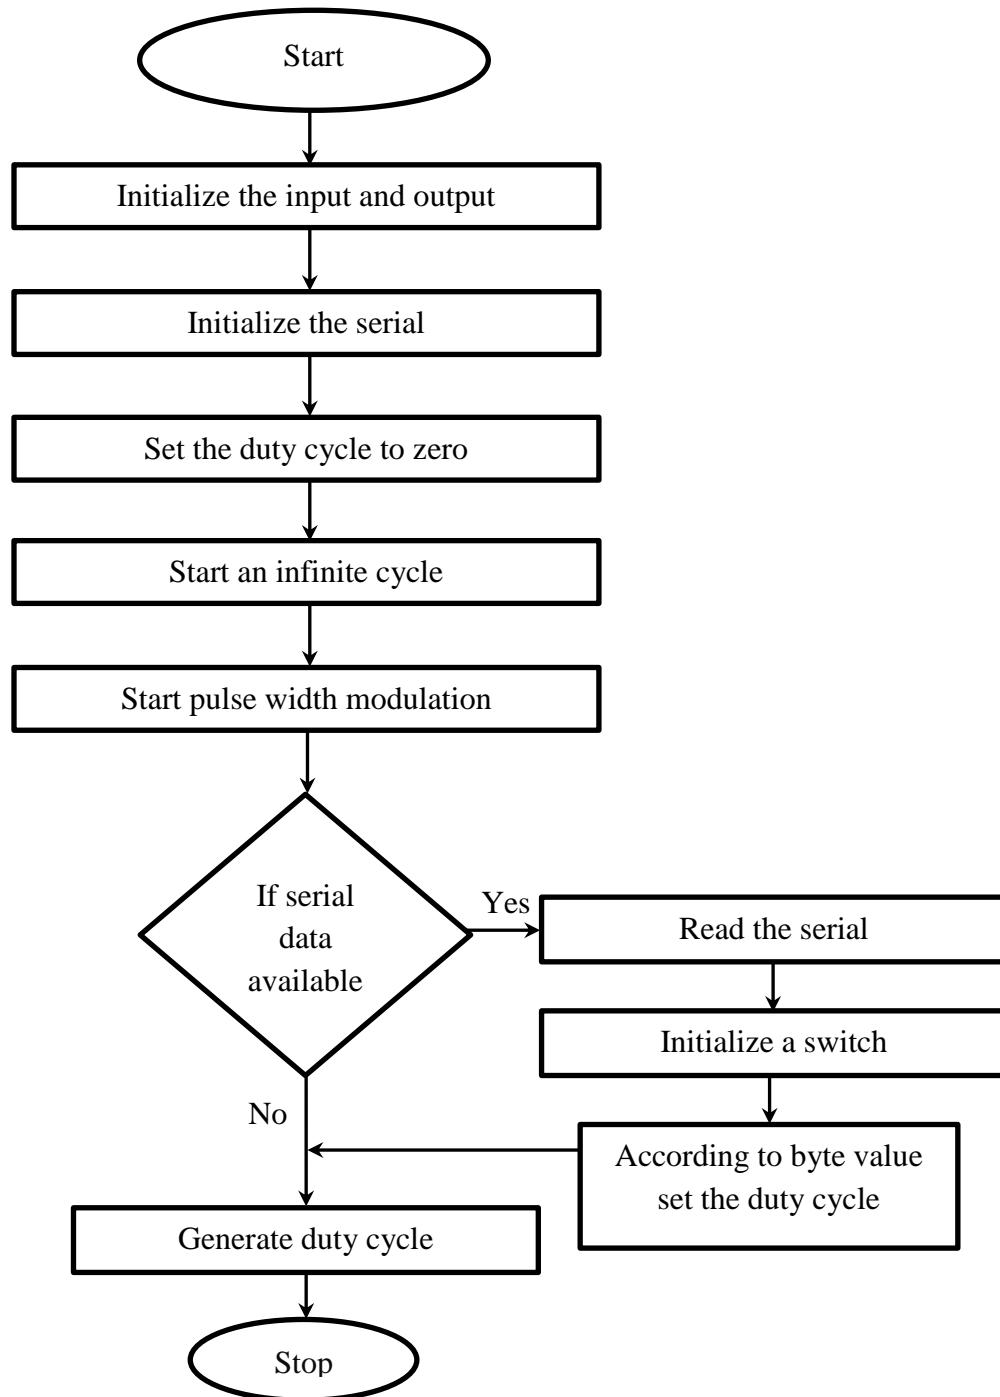 Start
Initialize the input and output
Initialize the serial
Set the duty cycle to zero
Start an infinite cycle
Start pulse width modulation
If serial
data
available
Yes
Read the serial
Initialize a switch
No
According to byte value
set the duty cycle
Generate duty cycle
Stop